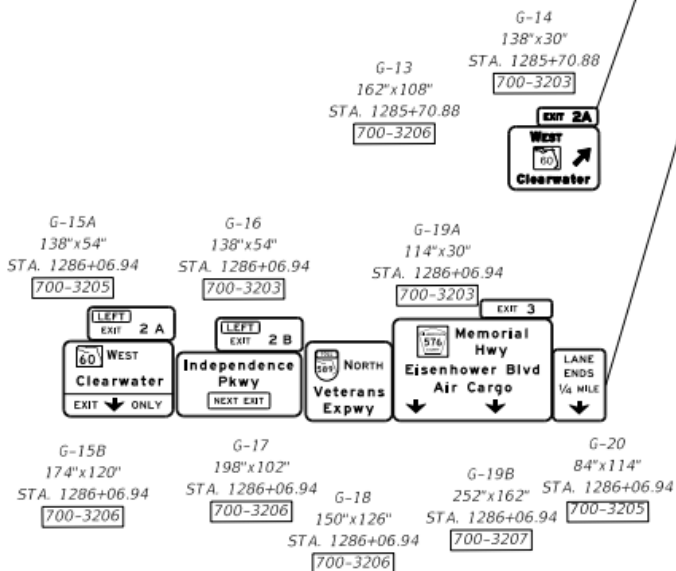 G-14
138"x30"
STA. 1285+70.88
700-3203
G-13
162"x108"
STA. 1285+70.88
700-3206
EXIT 2A
WEST
60
Clearwater
G-15A
138"x54"
STA. 1286+06.94
700-3205
G-16
138"x54"
STA. 1286+06.94
700-3203
G-19A
114"x30"
STA. 1286+06.94
700-3203
LEFT
EXIT 2 A
60 WEST
Clearwater
EXIT ONLY
LEFT
EXIT 2 B
Independence
Pkwy
NEXT EXIT
589 NORTH
Veterans
Expwy
EXIT 3
576 Memorial
Hwy
Eisenhower Blvd
Air Cargo
LANE
ENDS
1/4 MILE
G-15B
174"x120"
STA. 1286+06.94
700-3206
G-17
198"x102"
STA. 1286+06.94
700-3206
G-18
150"x126"
STA. 1286+06.94
700-3206
G-19B
252"x162"
STA. 1286+06.94
700-3207
G-20
84"x114"
STA. 1286+06.94
700-3205